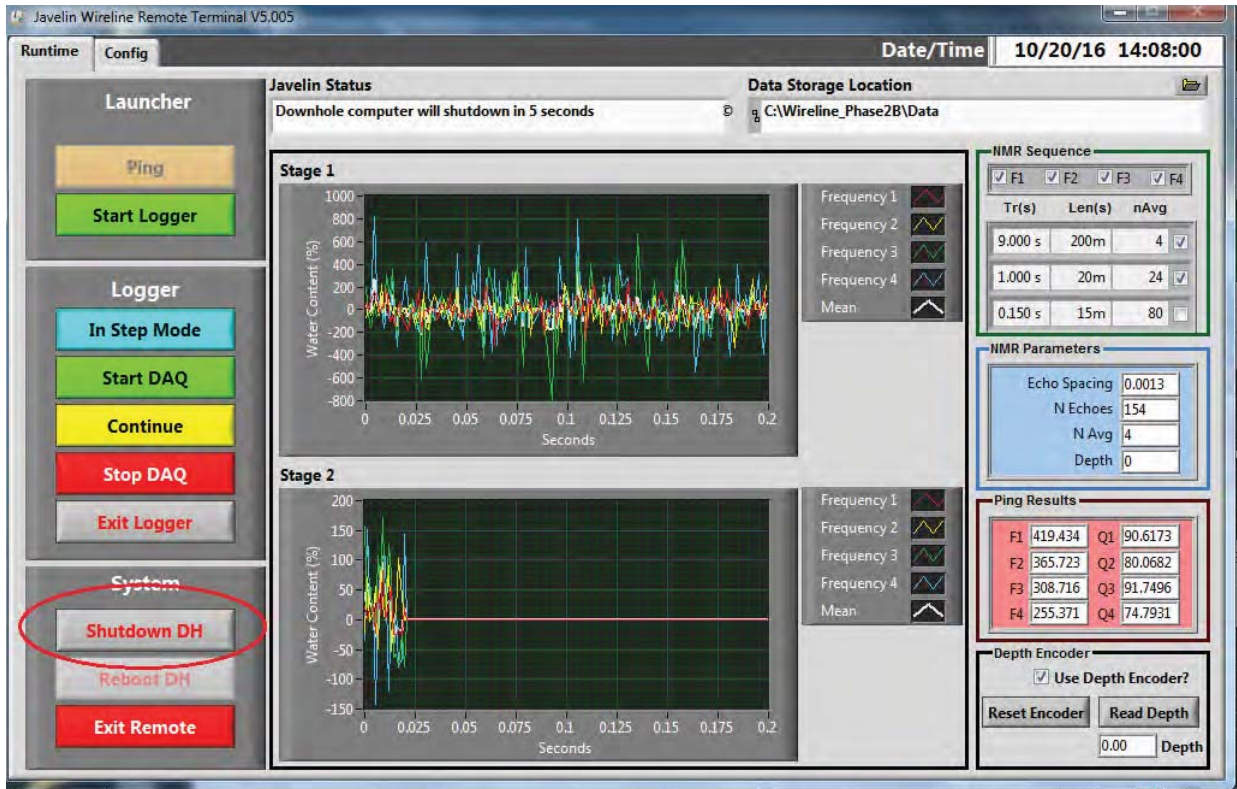 Javelin Wireline Remote Terminal V5.005
Runtime
Config
Date/Time 10/20/16 14:08:00
Launcher
Ping
Start Logger
Logger
In Step Mode
Start DAQ
Continue
Stop DAQ
Exit Logger
System
Shutdown DH
Reboot DH
Exit Remote
Javelin Status
Downhole computer will shutdown in 5 seconds
Data Storage Location
C:\Wireline_Phase2B\Data
Stage 1
Water Content (%)
1000
800
600
400
200
0
-200
-400
-600
-800
0 0.025 0.05 0.075 0.1 0.125 0.15 0.175 0.2
Seconds
Frequency 1
Frequency 2
Frequency 3
Frequency 4
Mean
Stage 2
Water Content (%)
200
150
100
50
0
-50
-100
-150
0 0.025 0.05 0.075 0.1 0.125 0.15 0.175 0.2
Seconds
Frequency 1
Frequency 2
Frequency 3
Frequency 4
Mean
NMR Sequence
F1 F2 F3 F4
Tr(s) Len(s) nAvg
9.000 s 200m 4
1.000 s 20m 24
0.150 s 15m 80
NMR Parameters
Echo Spacing 0.0013
N Echoes 154
N Avg 4
Depth 0
Ping Results
F1 419.434 Q1 90.6173
F2 365.723 Q2 80.0682
F3 308.716 Q3 91.7496
F4 255.371 Q4 74.7931
Depth Encoder
Use Depth Encoder?
Reset Encoder Read Depth
0.00 Depth